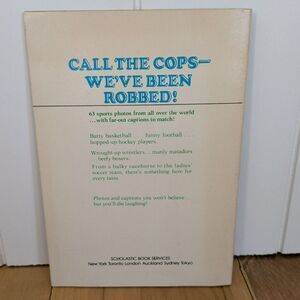 CALL THE COPS—
WE'VE BEEN
ROBBED!
63 sports photos from all over the world
...with far-out captions to match!
Batty basketball . . . funny football . . .
hopped-up hockey players.
Wrought-up wrestlers . . . manly matadors
. . . beefy boxers.
From a balky racehorse to the ladies'
soccer team, there's something here for
every taste.
Photos and captions you won't believe . . .
but you'll die laughing!
SCHOLASTIC BOOK SERVICES
New York Toronto London Auckland Sydney Tokyo